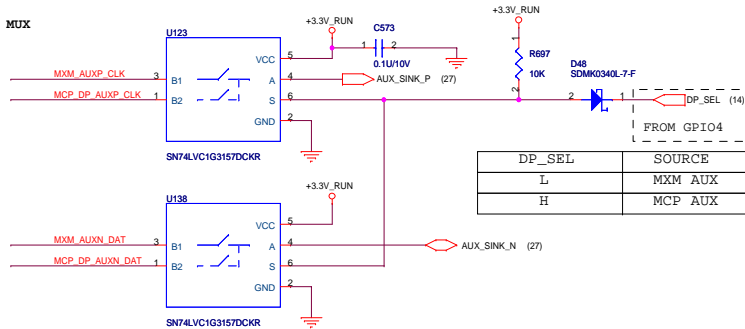 MUX
U123
+3.3V_RUN
C573
1 2
0.1U/10V
+3.3V_RUN
R697
10K
1
2
D48
SDMK0340L-7-F
MXM_AUXP_CLK
MCP_DP_AUXP_CLK
3 B1
1 B2
VCC 5
A 4
S 6
GND 2
AUX_SINK_P (27)
2 1
DP_SEL (14)
FROM GPIO4
SN74LVC1G3157DCKR
DP_SEL SOURCE
L MXM AUX
H MCP AUX
U138
+3.3V_RUN
MXM_AUXN_DAT
MCP_DP_AUXN_DAT
3 B1
1 B2
VCC 5
A 4
S 6
GND 2
AUX_SINK_N (27)
SN74LVC1G3157DCKR